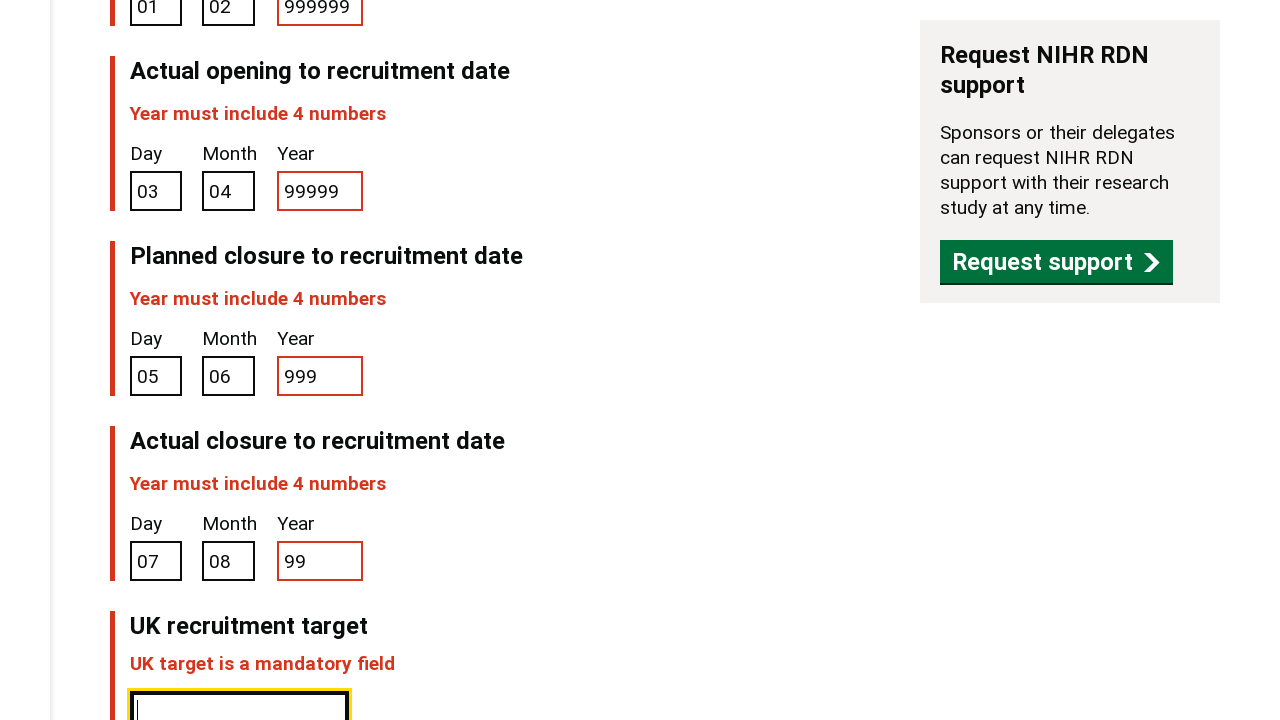 01 02 999999
Actual opening to recruitment date
Year must include 4 numbers
Day Month Year
03 04 99999
Planned closure to recruitment date
Year must include 4 numbers
Day Month Year
05 06 999
Actual closure to recruitment date
Year must include 4 numbers
Day Month Year
07 08 99
UK recruitment target
UK target is a mandatory field
Request NIHR RDN
support
Sponsors or their delegates
can request NIHR RDN
support with their research
study at any time.
Request support